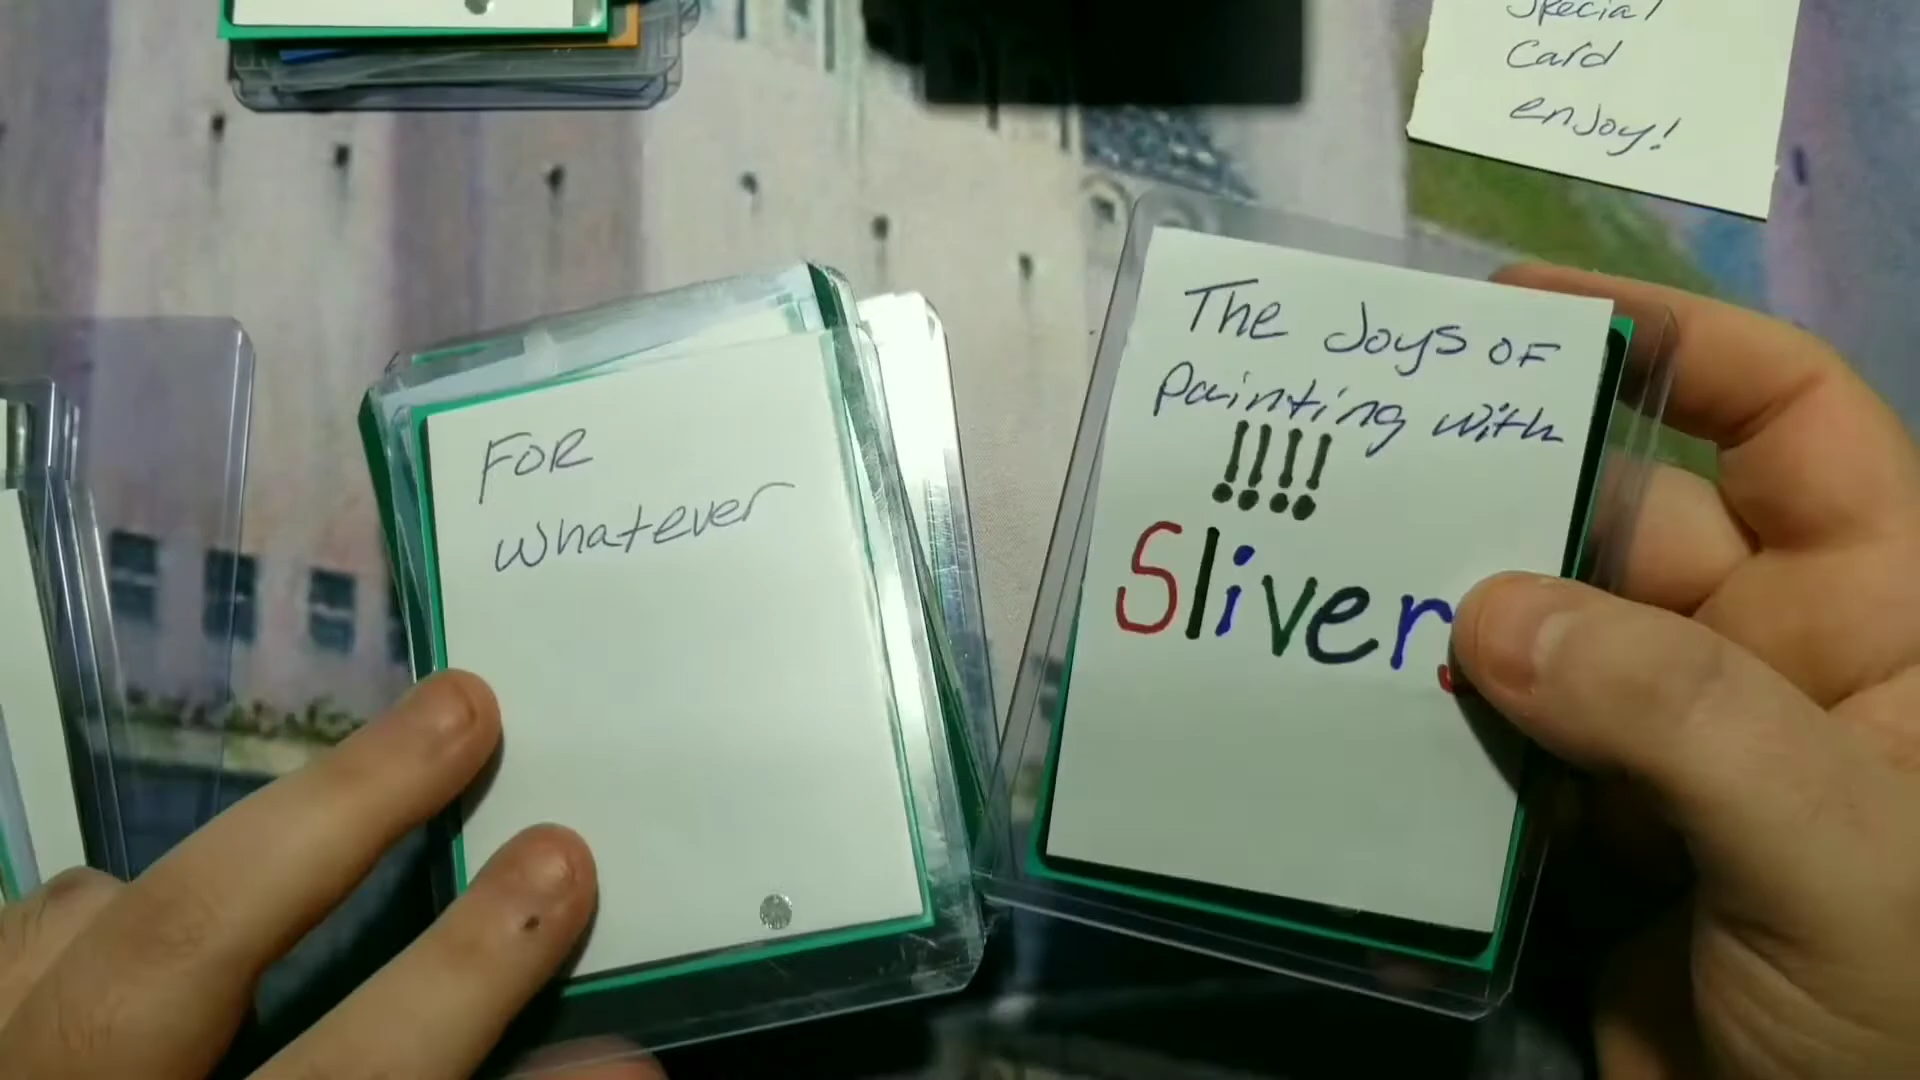 Special
Card
enjoy!
FOR
whatever
The Joys OF
Painting with
!!!!
Sliver